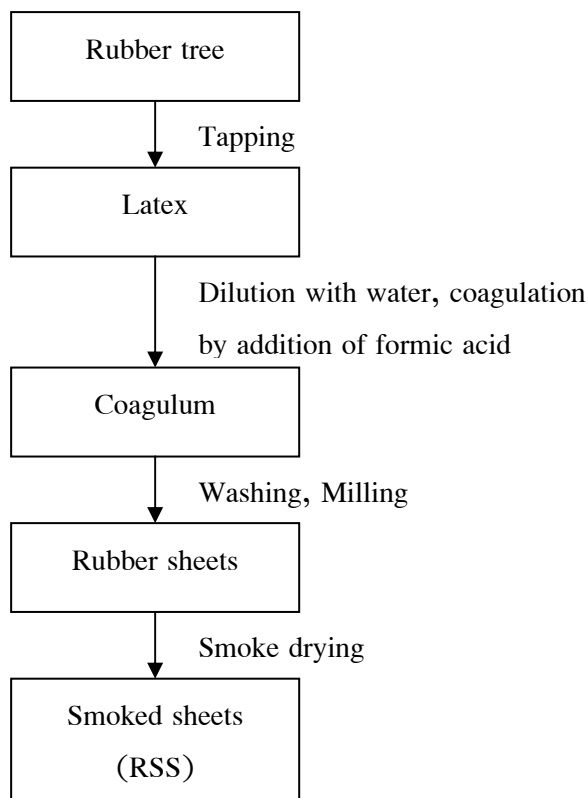 Rubber tree
Tapping
Latex
Dilution with water, coagulation
by addition of formic acid
Coagulum
Washing, Milling
Rubber sheets
Smoke drying
Smoked sheets
(RSS)